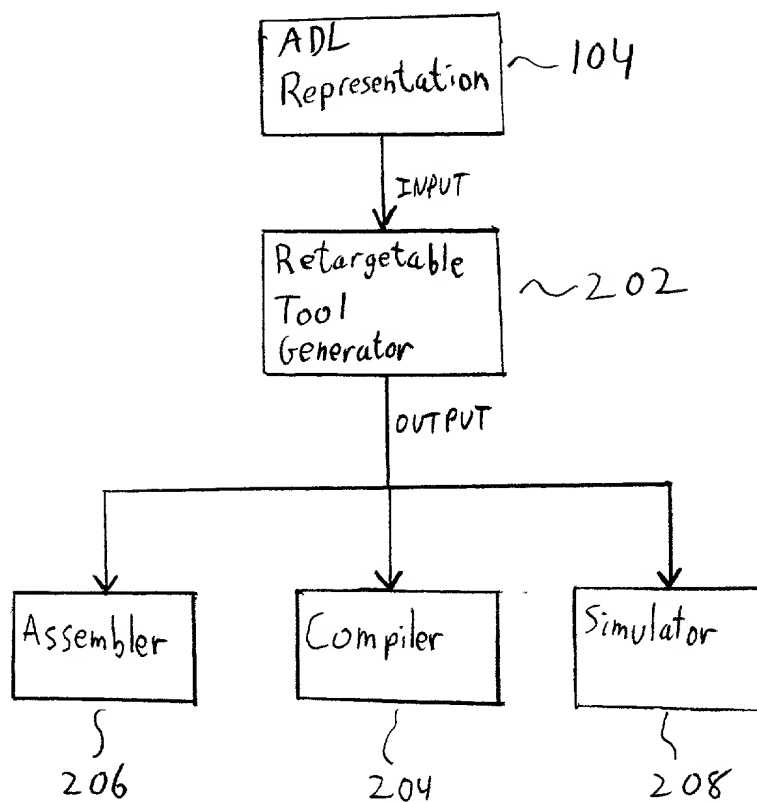 ADL
Representation
~104
INPUT
Retargetable
Tool
Generator
~202
OUTPUT
Assembler
Compiler
Simulator
206
204
208